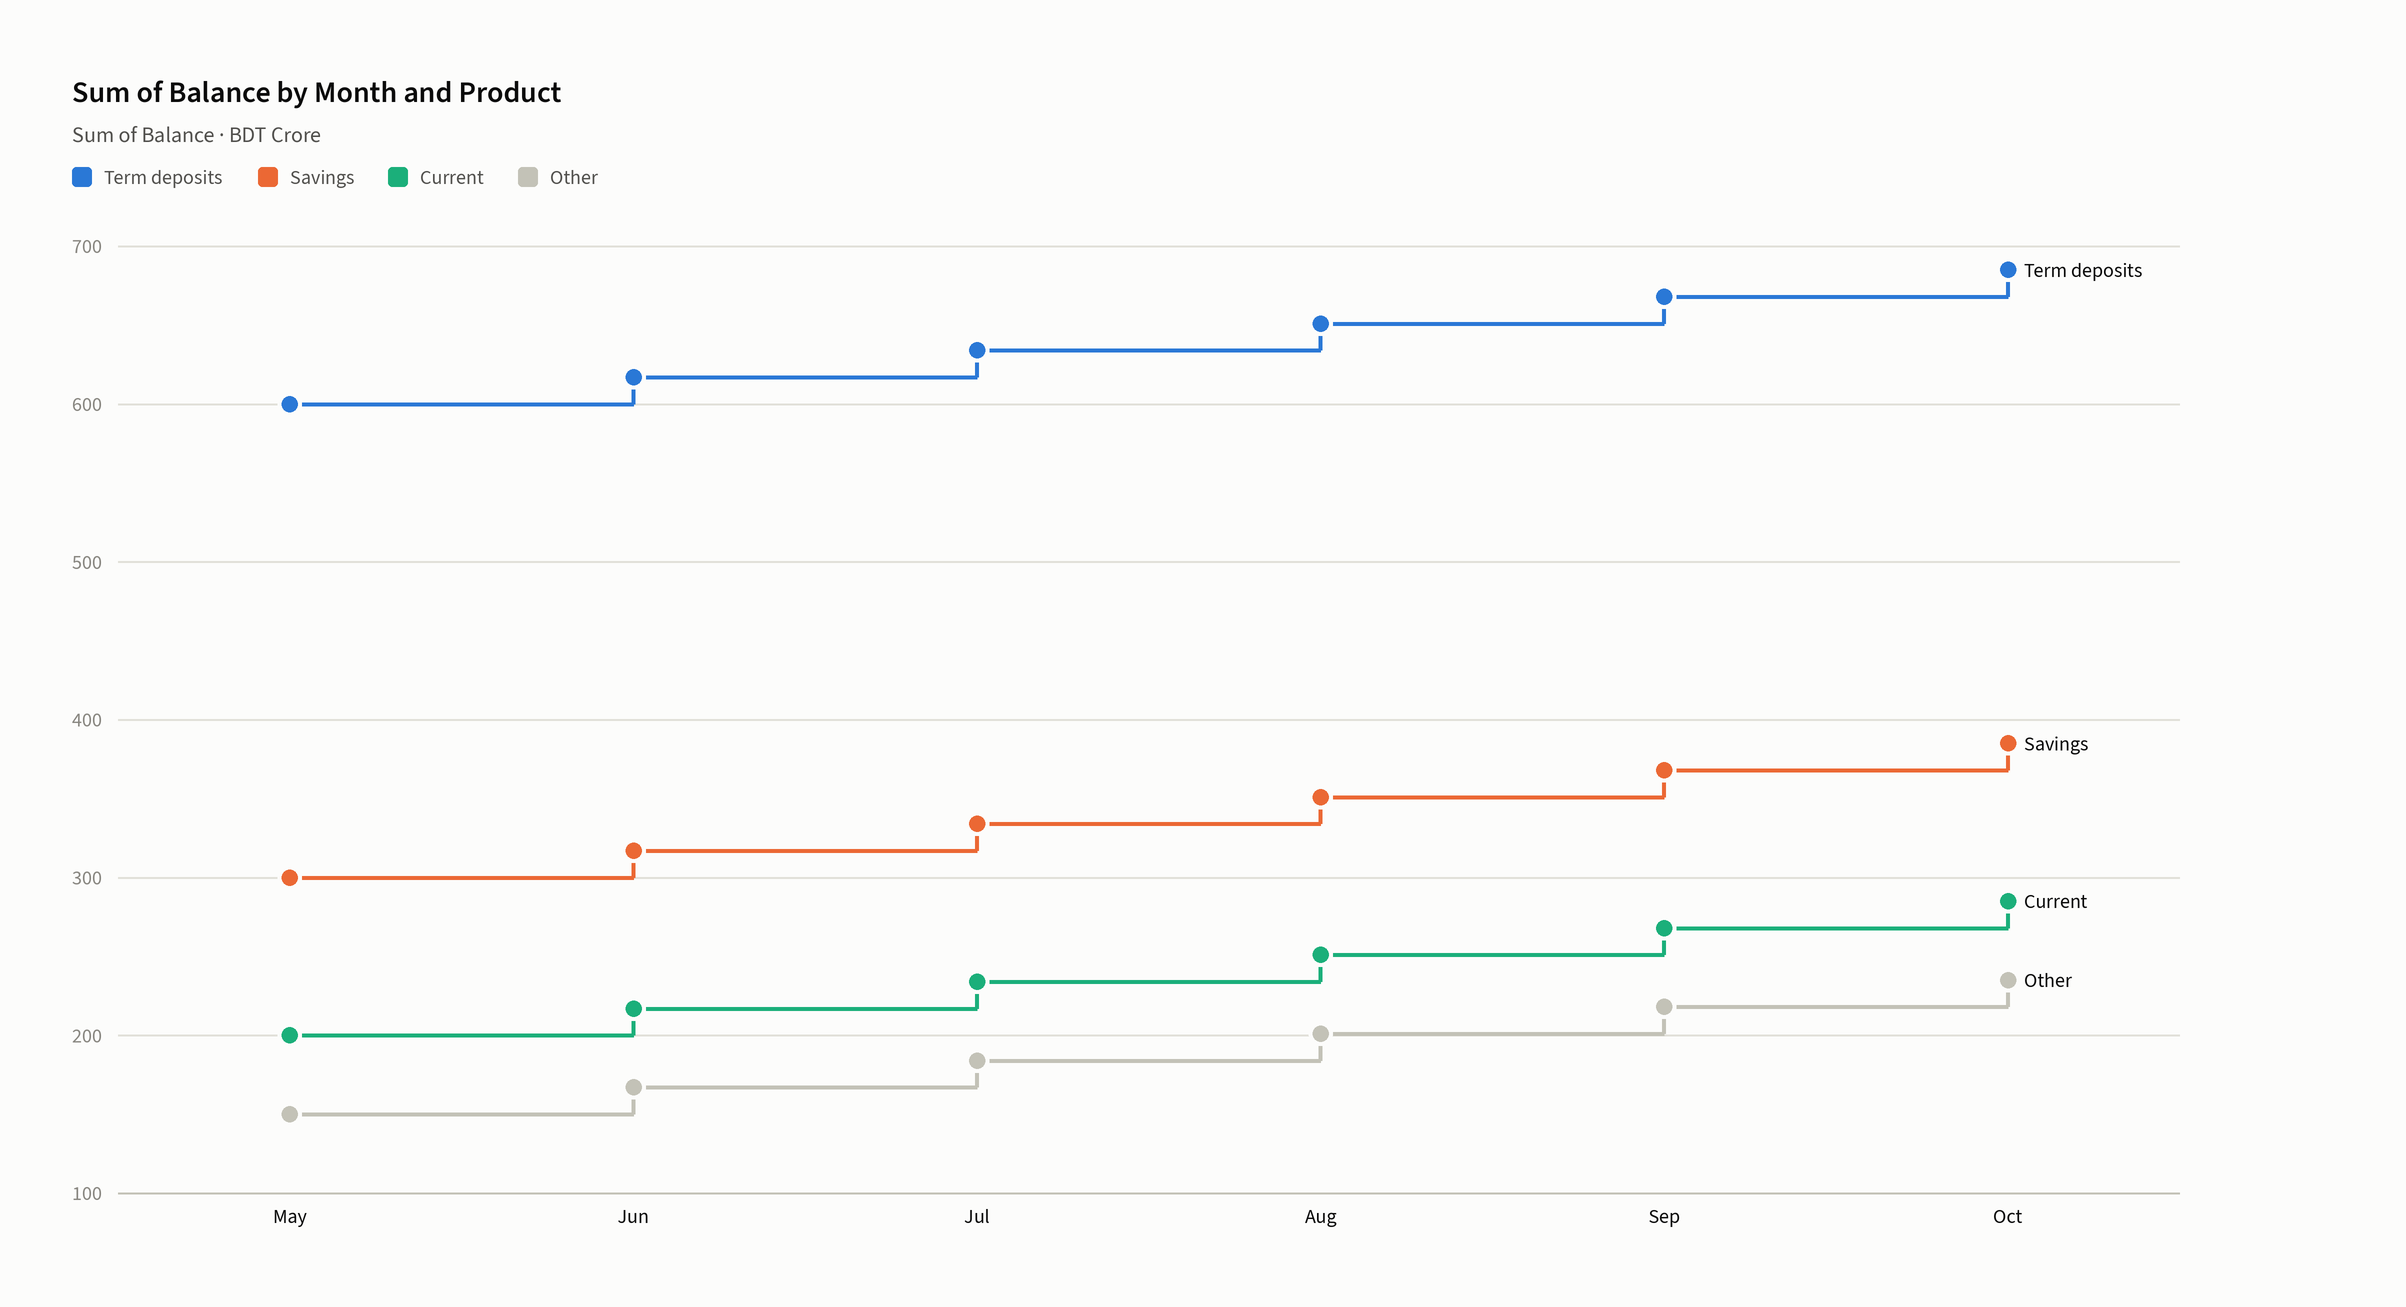 Sum of Balance by Month and Product
Sum of Balance · BDT Crore
Term deposits Savings Current Other
700
Term deposits
600
500
400
Savings
300
Current
Other
200
100
May Jun Jul Aug Sep Oct